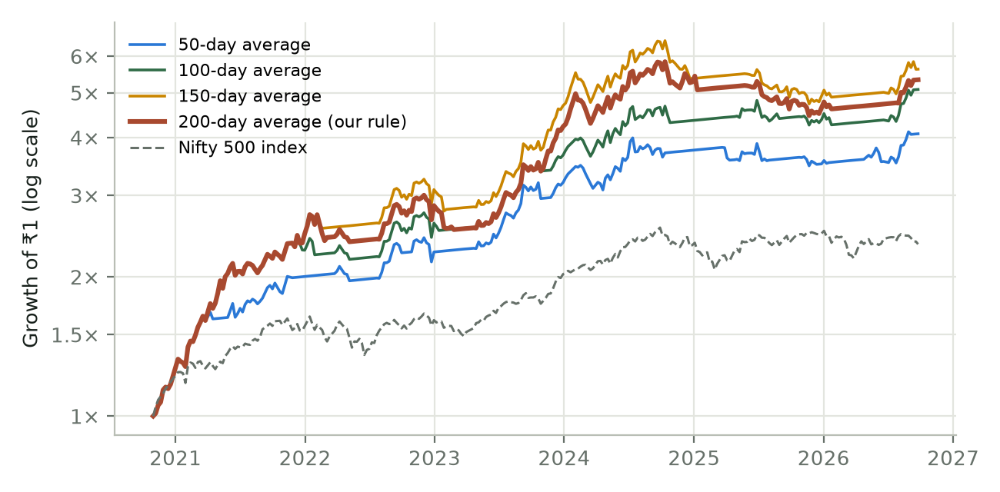 50-day average
100-day average
150-day average
200-day average (our rule)
Nifty 500 index
Growth of ₹1 (log scale)
6×
5×
4×
3×
2×
1.5×
1×
2021 2022 2023 2024 2025 2026 2027